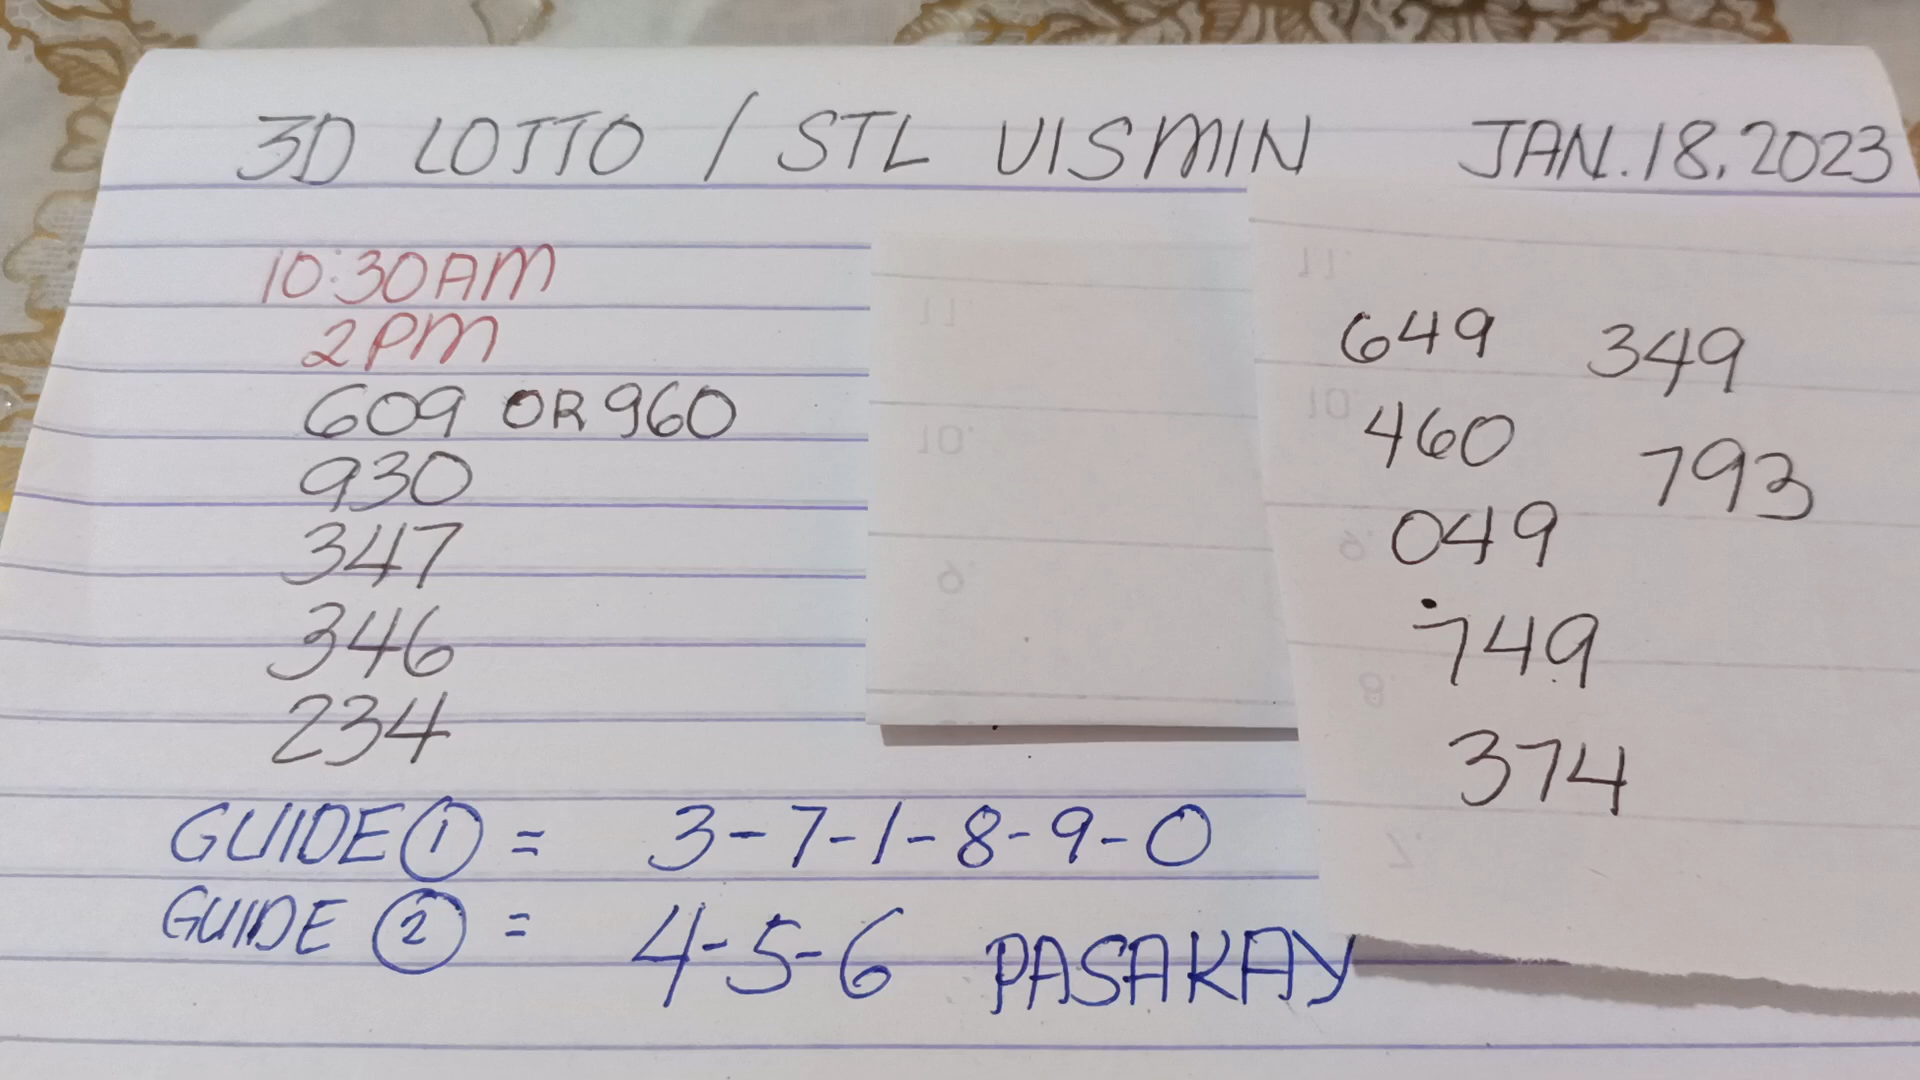 3D LOTTO / STL VISMIN JAN.18,2023
10:30AM
2PM
609 OR 960
930
347
346
234
649 349
460 793
049
749
374
GUIDE 1 = 3-7-1-8-9-0
GUIDE 2 = 4-5-6 PASAKAY